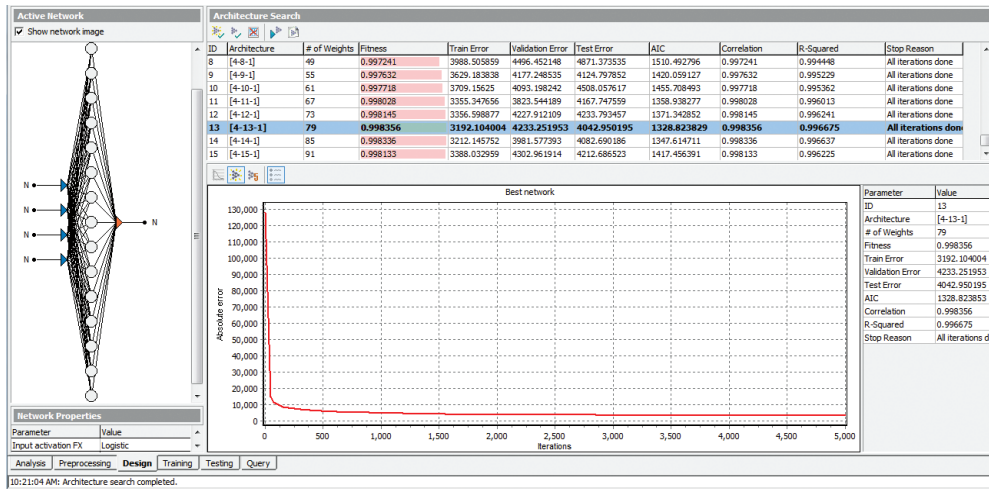 Active Network
Show network image
N
N
N
N
N
Network Properties
Parameter Value
Input activation FX Logistic
Architecture Search
ID Architecture # of Weights Fitness Train Error Validation Error Test Error AIC Correlation R-Squared Stop Reason
8 [4-8-1] 49 0.997241 3988.505859 4496.452148 4871.373535 1510.492796 0.997241 0.994448 All iterations done
9 [4-9-1] 55 0.997632 3629.183838 4177.248535 4124.797852 1420.059127 0.997632 0.995229 All iterations done
10 [4-10-1] 61 0.997718 3709.15625 4093.198242 4508.057617 1455.708493 0.997718 0.995362 All iterations done
11 [4-11-1] 67 0.998028 3355.347656 3823.544189 4167.747559 1358.938277 0.998028 0.996013 All iterations done
12 [4-12-1] 73 0.998145 3356.598877 4227.912109 4233.793457 1371.342852 0.998145 0.996241 All iterations done
13 [4-13-1] 79 0.998356 3192.104004 4233.251953 4042.950195 1328.823829 0.998356 0.996675 All iterations don
14 [4-14-1] 85 0.998336 3212.145752 3981.577393 4082.690186 1347.614711 0.998336 0.996637 All iterations done
15 [4-15-1] 91 0.998133 3388.032959 4302.961914 4212.686523 1417.456391 0.998133 0.996225 All iterations done
Best network
Absolute error
130,000
120,000
110,000
100,000
90,000
80,000
70,000
60,000
50,000
40,000
30,000
20,000
10,000
0
0 500 1,000 1,500 2,000 2,500 3,000 3,500 4,000 4,500 5,000
Iterations
Parameter Value
ID 13
Architecture [4-13-1]
# of Weights 79
Fitness 0.998356
Train Error 3192.104004
Validation Error 4233.251953
Test Error 4042.950195
AIC 1328.823853
Correlation 0.998356
R-Squared 0.996675
Stop Reason All iterations d
Analysis Preprocessing Design Training Testing Query
10:21:04 AM: Architecture search completed.